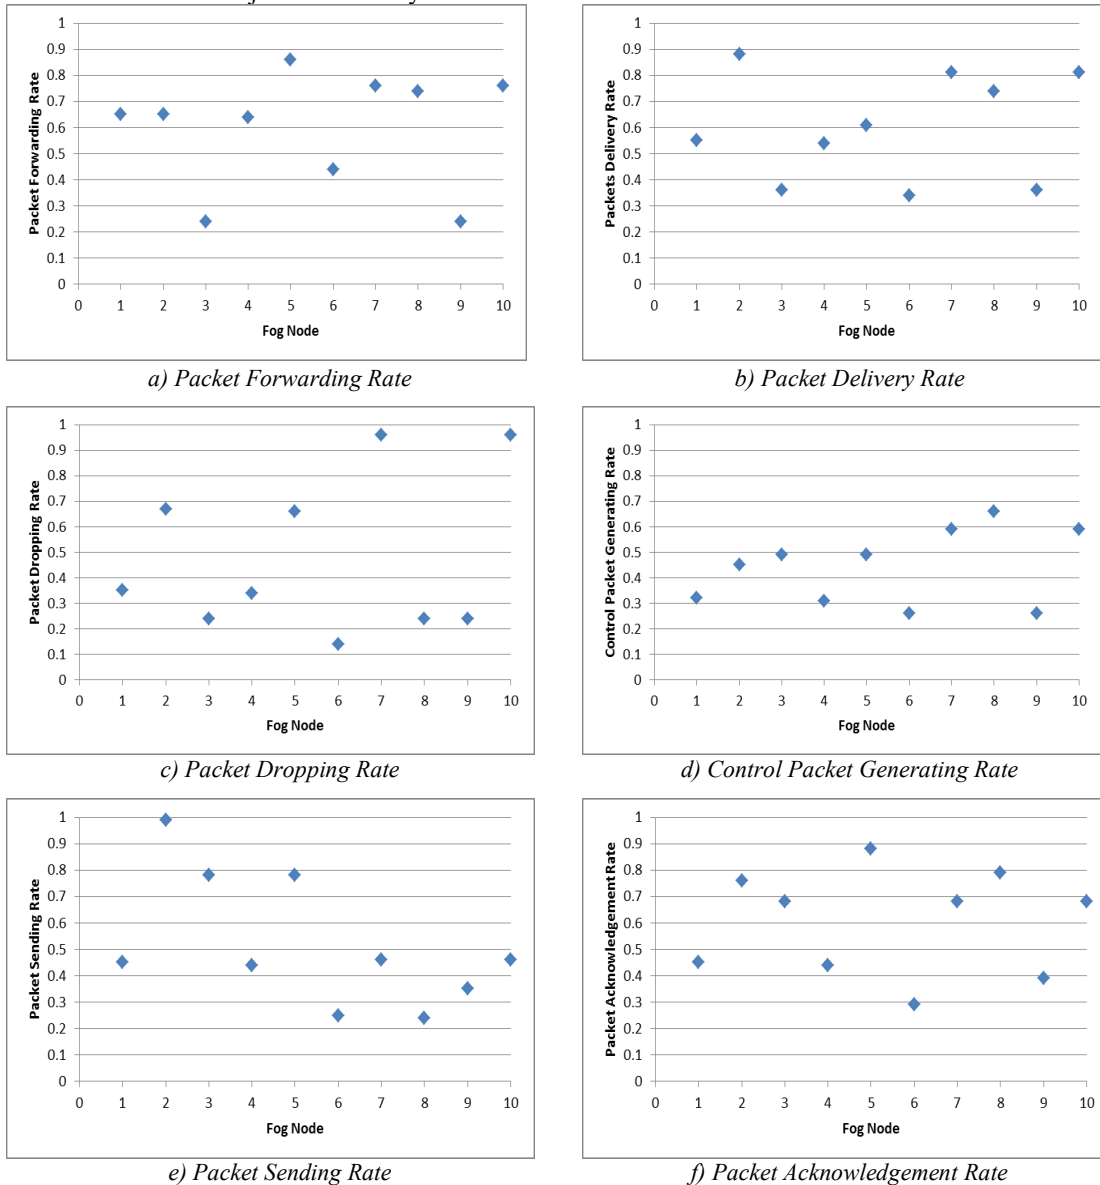 1
0.9
0.8
0.7
0.6
0.5
0.4
0.3
0.2
0.1
0
Packet Forwarding Rate
0 1 2 3 4 5 6 7 8 9 10
Fog Node
a) Packet Forwarding Rate
1
0.9
0.8
0.7
0.6
0.5
0.4
0.3
0.2
0.1
0
Packets Delivery Rate
0 1 2 3 4 5 6 7 8 9 10
Fog Node
b) Packet Delivery Rate
1
0.9
0.8
0.7
0.6
0.5
0.4
0.3
0.2
0.1
0
Packet Dropping Rate
0 1 2 3 4 5 6 7 8 9 10
Fog Node
c) Packet Dropping Rate
1
0.9
0.8
0.7
0.6
0.5
0.4
0.3
0.2
0.1
0
Control Packet Generating Rate
0 1 2 3 4 5 6 7 8 9 10
Fog Node
d) Control Packet Generating Rate
1
0.9
0.8
0.7
0.6
0.5
0.4
0.3
0.2
0.1
0
Packet Sending Rate
0 1 2 3 4 5 6 7 8 9 10
Fog Node
e) Packet Sending Rate
1
0.9
0.8
0.7
0.6
0.5
0.4
0.3
0.2
0.1
0
Packet Acknowledgement Rate
0 1 2 3 4 5 6 7 8 9 10
Fog Node
f) Packet Acknowledgement Rate